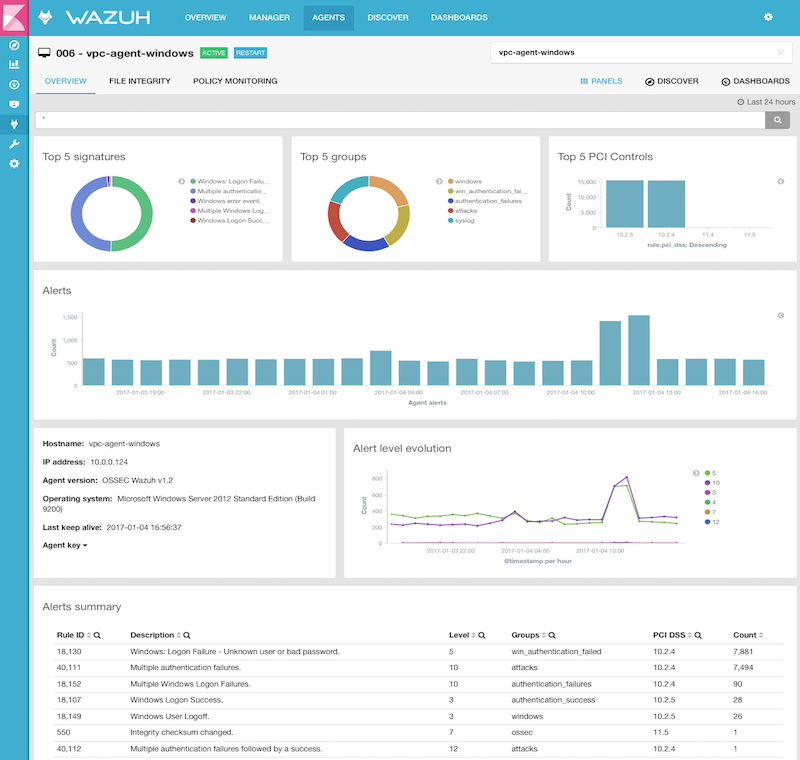 WAZUH OVERVIEW MANAGER AGENTS DISCOVER DASHBOARDS
006 - vpc-agent-windows ACTIVE RESTART vpc-agent-windows
OVERVIEW FILE INTEGRITY POLICY MONITORING PANELS DISCOVER DASHBOARDS
Last 24 hours
*
Top 5 signatures
Windows: Logon Failu...
Multiple authenticatio...
Windows error event.
Multiple Windows Log...
Windows Logon Succ...
Top 5 groups
windows
win_authentication_fai...
authentication_failures
attacks
syslog
Top 5 PCI Controls
15,000
10,000
5,000
0
Count
10.2.5 10.2.4 11.4 11.5
rule.pci_dss: Descending
Alerts
1,500
1,000
500
0
Count
2017-01-03 19:00 2017-01-03 22:00 2017-01-04 01:00 2017-01-04 04:00 2017-01-04 07:00 2017-01-04 10:00 2017-01-04 13:00 2017-01-04 16:00
Agent alerts
Hostname: vpc-agent-windows
IP address: 10.0.0.124
Agent version: OSSEC Wazuh v1.2
Operating system: Microsoft Windows Server 2012 Standard Edition (Build
9200)
Last keep alive: 2017-01-04 16:56:37
Agent key
Alert level evolution
800
600
400
200
0
Count
2017-01-03 22:00 2017-01-04 04:00 2017-01-04 10:00
@timestamp per hour
5
10
3
4
7
12
Alerts summary
Rule ID Description Level Groups PCI DSS Count
18,130 Windows: Logon Failure - Unknown user or bad password. 5 win_authentication_failed 10.2.4 7,881
40,111 Multiple authentication failures. 10 attacks 10.2.4 7,494
18,152 Multiple Windows Logon Failures. 10 authentication_failures 10.2.4 90
18,107 Windows Logon Success. 3 authentication_success 10.2.5 28
18,149 Windows User Logoff. 3 windows 10.2.5 26
550 Integrity checksum changed. 7 ossec 11.5 1
40,112 Multiple authentication failures followed by a success. 12 attacks 10.2.4 1